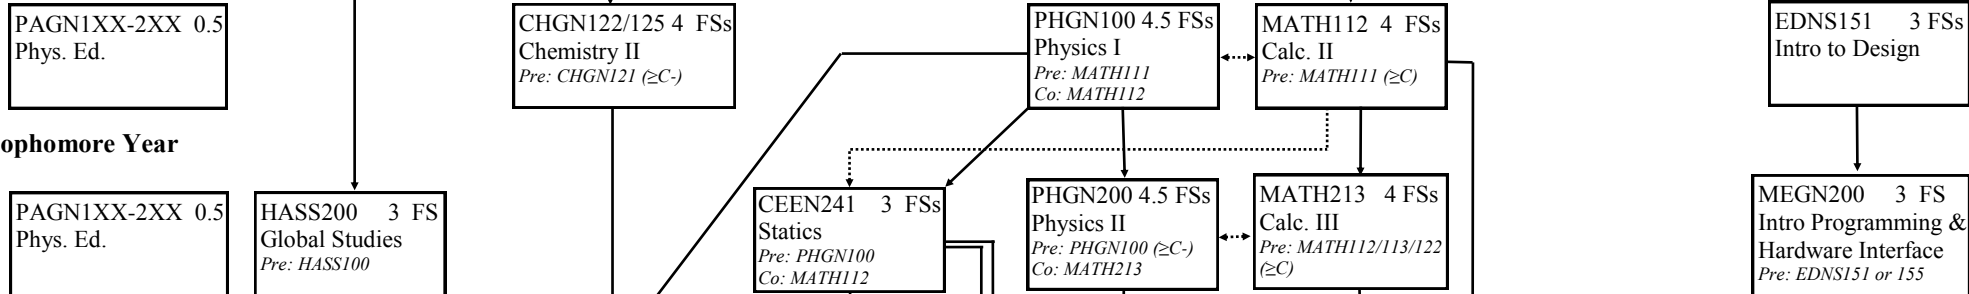 PAGN1XX-2XX 0.5
Phys. Ed.
CHGN122/125 4 FSs
Chemistry II
Pre: CHGN121 (≥C-)
PHGN100 4.5 FSs
Physics I
Pre: MATH111
Co: MATH112
MATH112 4 FSs
Calc. II
Pre: MATH111 (≥C)
EDNS151 3 FSs
Intro to Design
ophomore Year
PAGN1XX-2XX 0.5
Phys. Ed.
HASS200 3 FS
Global Studies
Pre: HASS100
CEEN241 3 FSs
Statics
Pre: PHGN100
Co: MATH112
PHGN200 4.5 FSs
Physics II
Pre: PHGN100 (≥C-)
Co: MATH213
MATH213 4 FSs
Calc. III
Pre: MATH112/113/122
(≥C)
MEGN200 3 FS
Intro Programming &
Hardware Interface
Pre: EDNS151 or 155